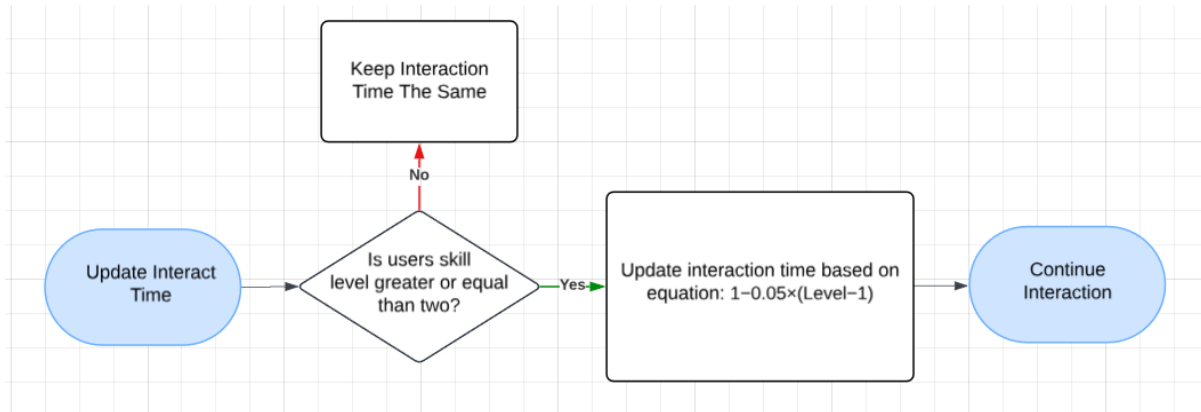 Keep Interaction
Time The Same
No
Update Interact
Time
Is users skill
level greater or equal
than two?
Yes
Update interaction time based on
equation: 1−0.05×(Level−1)
Continue
Interaction